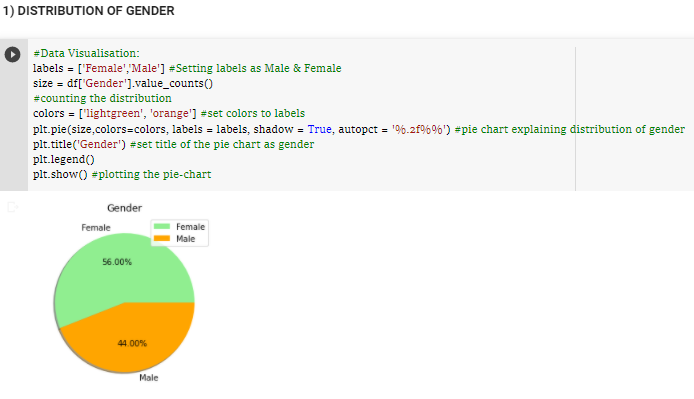 1) DISTRIBUTION OF GENDER
#Data Visualisation:
labels = ['Female','Male'] #Setting labels as Male & Female
size = df['Gender'].value_counts()
#counting the distribution
colors = ['lightgreen', 'orange'] #set colors to labels
plt.pie(size,colors=colors, labels = labels, shadow = True, autopct = '%.2f%%') #pie chart explaining distribution of gender
plt.title('Gender') #set title of the pie chart as gender
plt.legend()
plt.show() #plotting the pie-chart
Gender
Female
Female
Male
56.00%
44.00%
Male